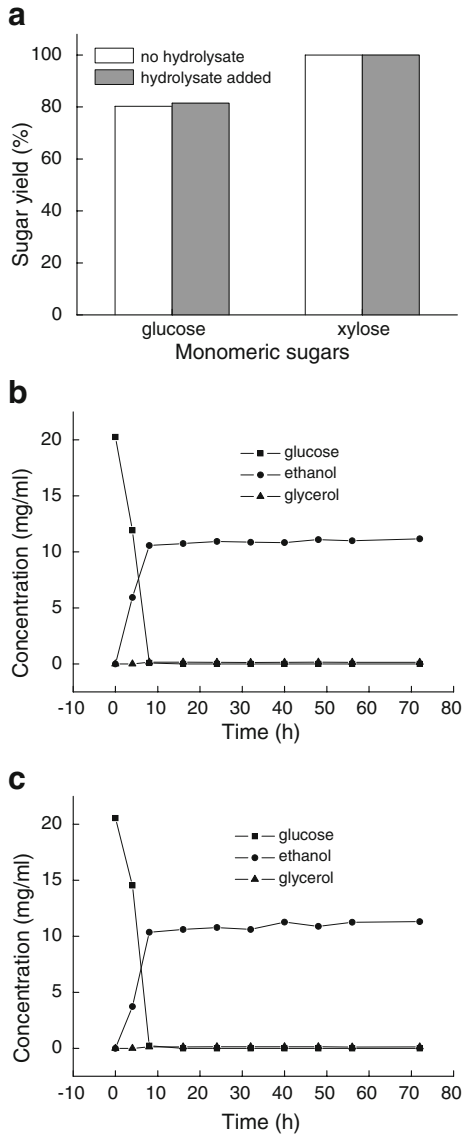 a
no hydrolysate
hydrolysate added
100
80
60
40
20
0
Sugar yield (%)
glucose xylose
Monomeric sugars
b
glucose
ethanol
glycerol
20
15
10
5
0
Concentration (mg/ml)
-10 0 10 20 30 40 50 60 70 80
Time (h)
c
glucose
ethanol
glycerol
20
15
10
5
0
Concentration (mg/ml)
-10 0 10 20 30 40 50 60 70 80
Time (h)